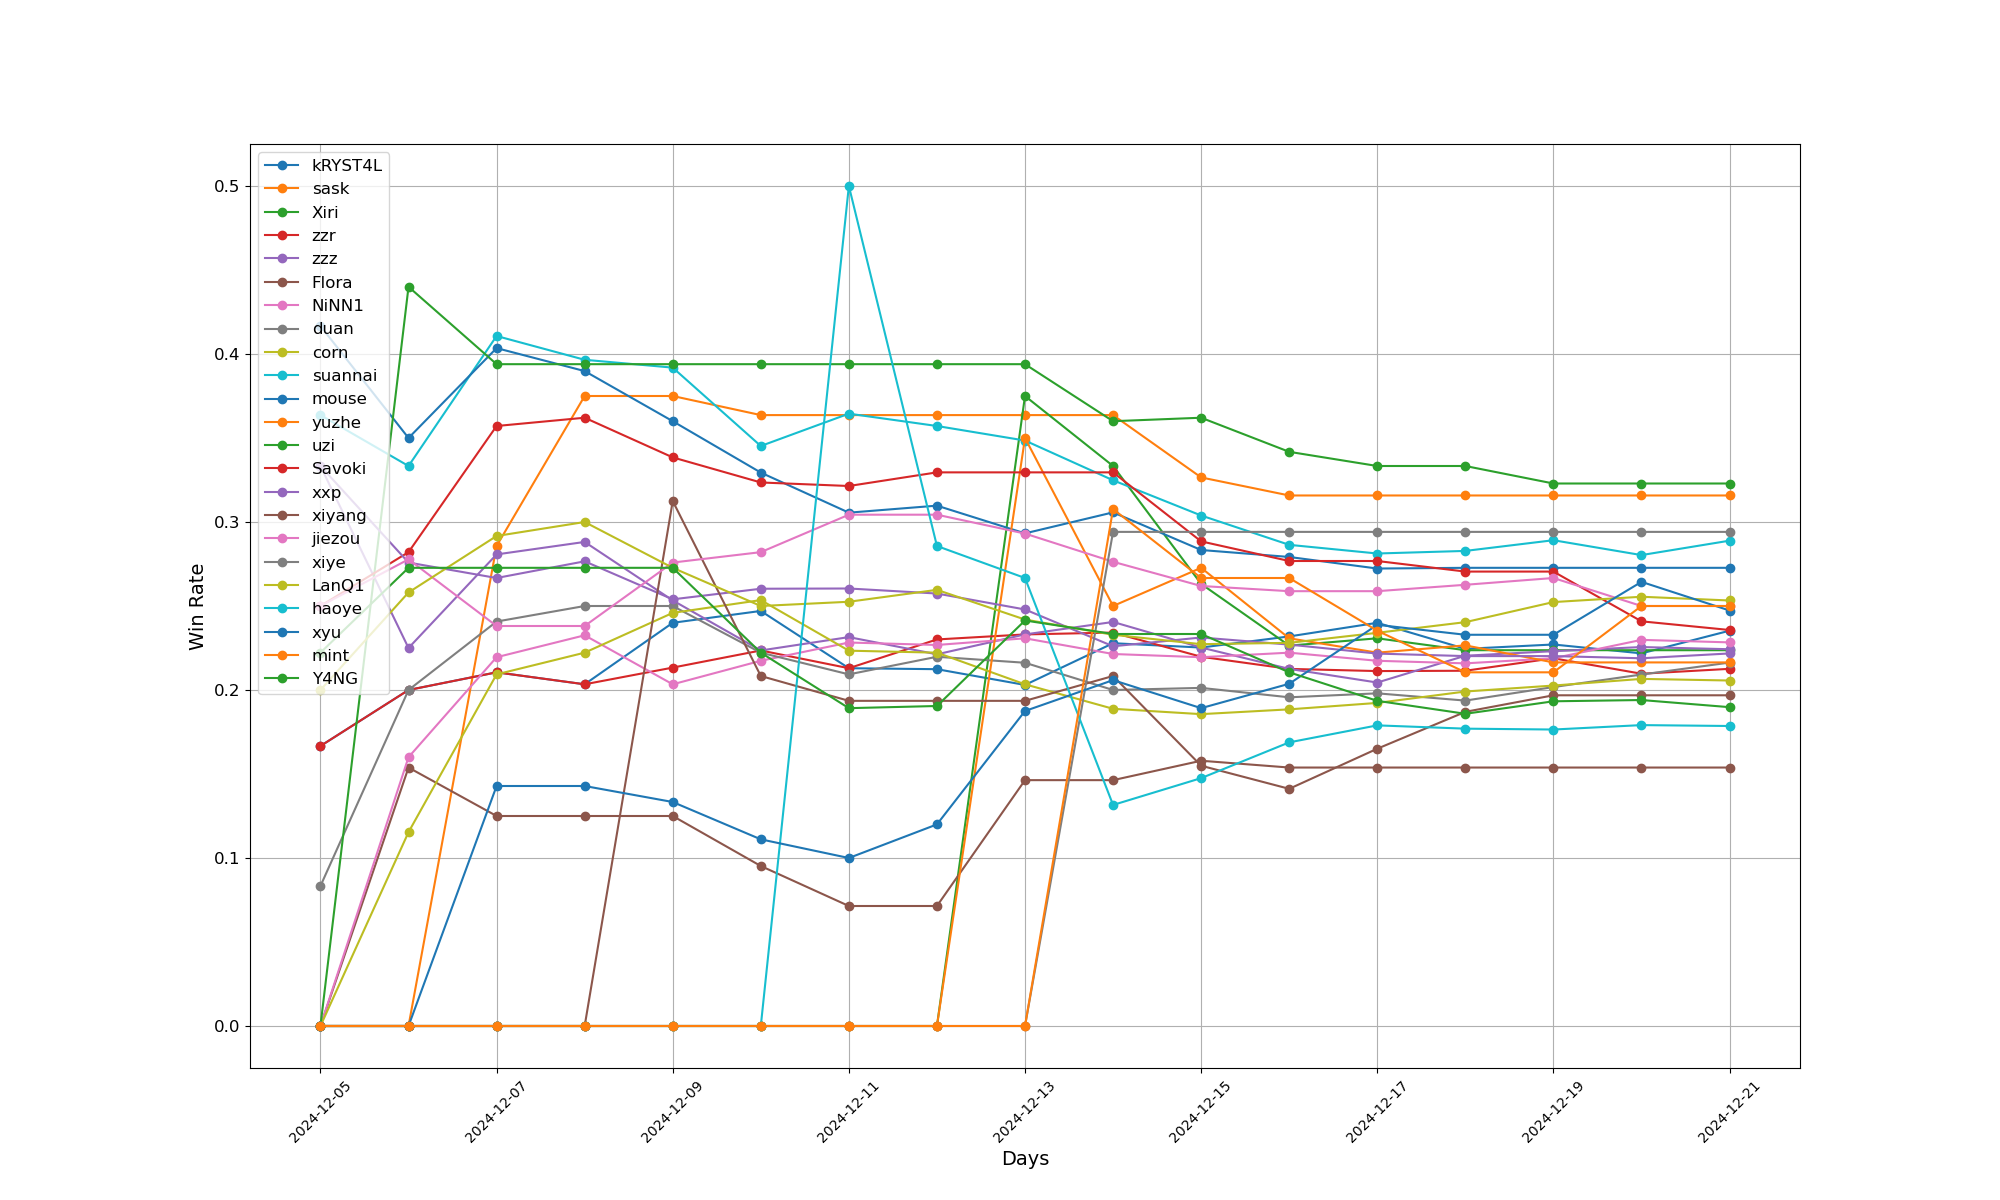 kRYST4L
sask
Xiri
zzr
zzz
Flora
NiNN1
duan
corn
suannai
mouse
yuzhe
uzi
Savoki
xxp
xiyang
jiezou
xiye
LanQ1
haoye
xyu
mint
Y4NG
0.5
0.4
0.3
0.2
0.1
0.0
Win Rate
2024-12-05
2024-12-07
2024-12-09
2024-12-11
2024-12-13
2024-12-15
2024-12-17
2024-12-19
2024-12-21
Days